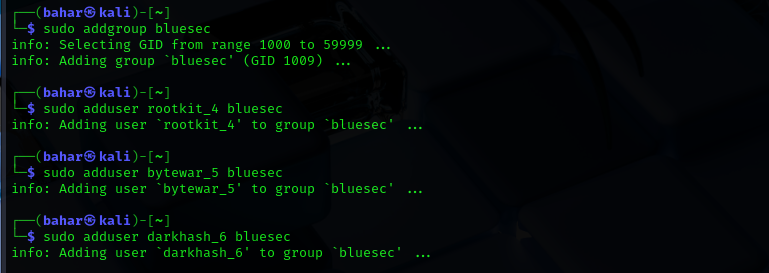 ┌──(bahar㉿kali)-[~]
└─$ sudo addgroup bluesec
info: Selecting GID from range 1000 to 59999 ...
info: Adding group `bluesec' (GID 1009) ...
┌──(bahar㉿kali)-[~]
└─$ sudo adduser rootkit_4 bluesec
info: Adding user `rootkit_4' to group `bluesec' ...
┌──(bahar㉿kali)-[~]
└─$ sudo adduser bytewar_5 bluesec
info: Adding user `bytewar_5' to group `bluesec' ...
┌──(bahar㉿kali)-[~]
└─$ sudo adduser darkhash_6 bluesec
info: Adding user `darkhash_6' to group `bluesec' ...